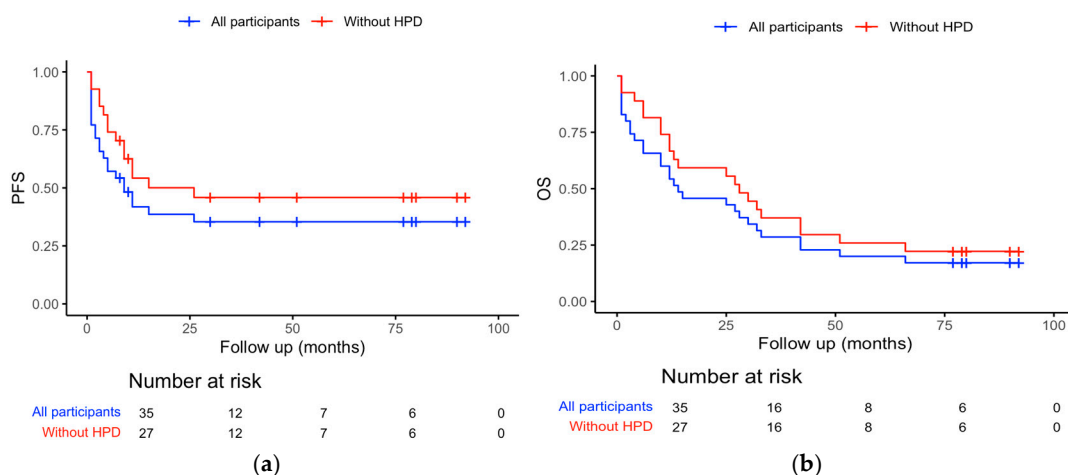 All participants Without HPD
1.00
0.75
0.50
0.25
0.00
PFS
0 25 50 75 100
Follow up (months)
Number at risk
All participants 35 12 7 6 0
Without HPD 27 12 7 6 0
(a)
All participants Without HPD
1.00
0.75
0.50
0.25
0.00
OS
0 25 50 75 100
Follow up (months)
Number at risk
All participants 35 16 8 6 0
Without HPD 27 16 8 6 0
(b)